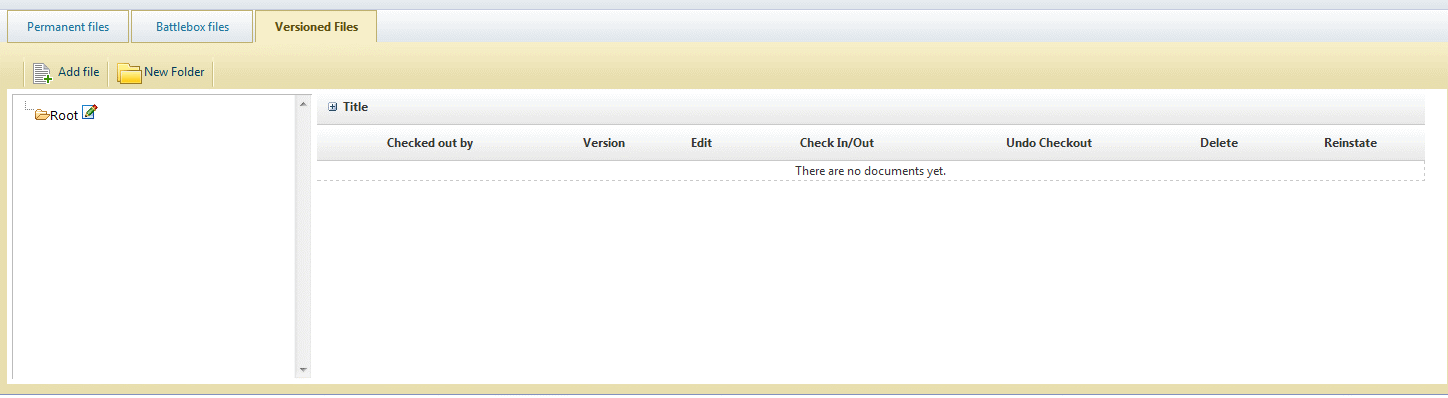 Permanent files Battlebox files Versioned Files
Add file New Folder
Root
Title
Checked out by Version Edit Check In/Out Undo Checkout Delete Reinstate
There are no documents yet.